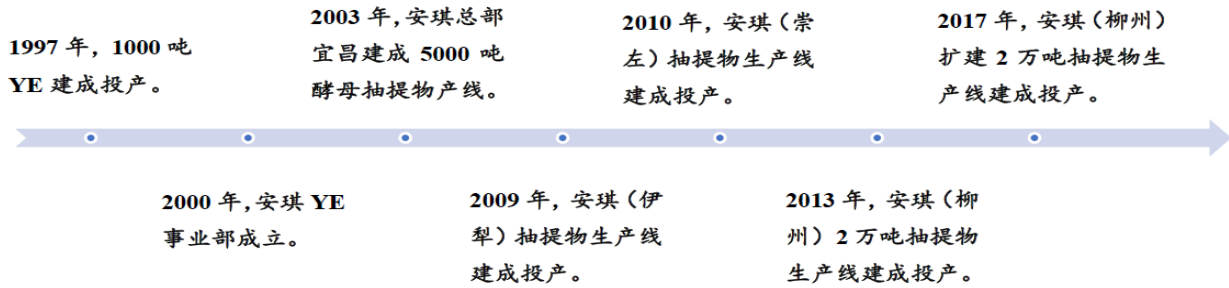 1997 年，1000 吨
YE 建成投产。
2000 年，安琪 YE
事业部成立。
2003 年，安琪总部
宜昌建成 5000 吨
酵母抽提物产线。
2009 年，安琪（伊
犁）抽提物生产线
建成投产。
2010 年，安琪（崇
左）抽提物生产线
建成投产。
2013 年，安琪（柳
州）2 万吨抽提物
生产线建成投产。
2017 年，安琪（柳州）
扩建 2 万吨抽提物生
产线建成投产。